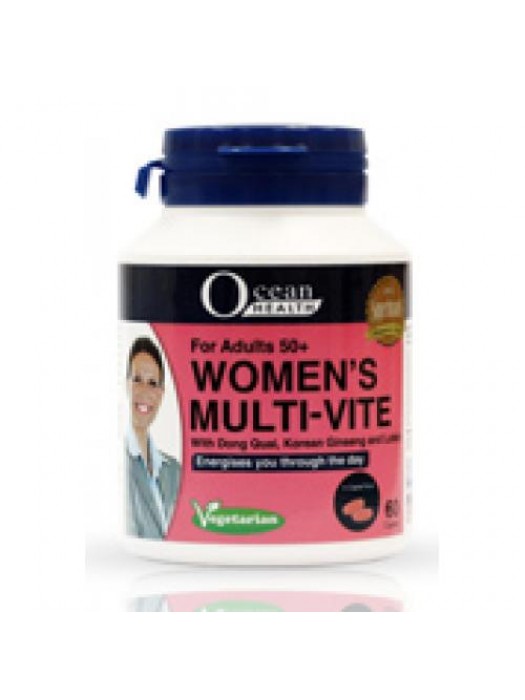 Ocean
HEALTH
For Adults 50+
WOMEN'S
MULTI-VITE
With Dong Quai, Korean Ginseng and
Energises you through the day
Vegetarian
60